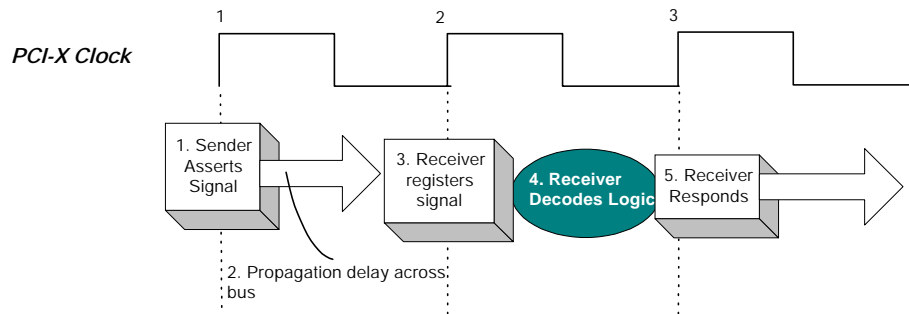 1
2
3
PCI-X Clock
1. Sender
Asserts
Signal
3. Receiver
registers
signal
4. Receiver
Decodes Logic
5. Receiver
Responds
2. Propagation delay across
bus